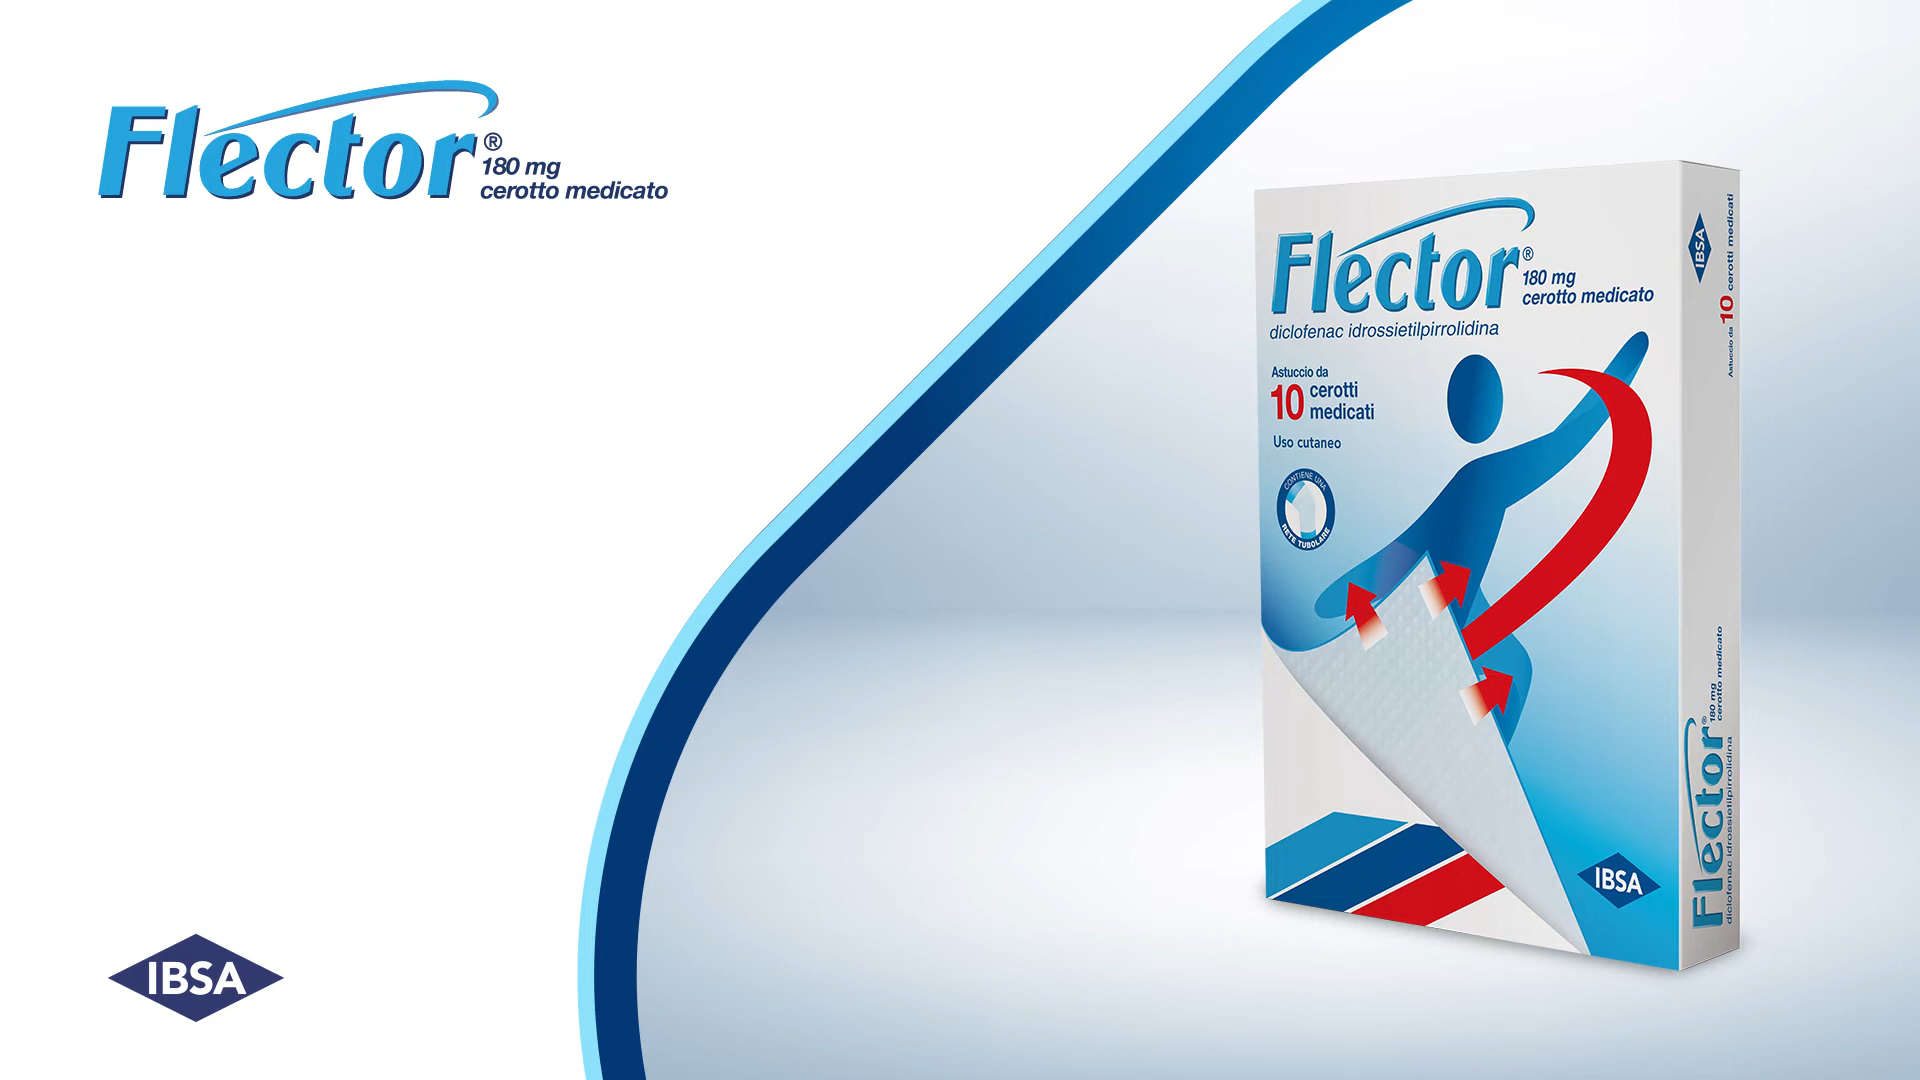 Flector®
180 mg
cerotto medicato
IBSA
Flector®
180 mg
cerotto medicato
diclofenac idrossietilpirrolidina
Astuccio da
10 cerotti
medicati
Uso cutaneo
CONTIENE UNA
RETE TUBOLARE
IBSA
IBSA
Astuccio da 10 cerotti medicati
Flector®
180 mg
cerotto medicato
diclofenac idrossietilpirrolidina